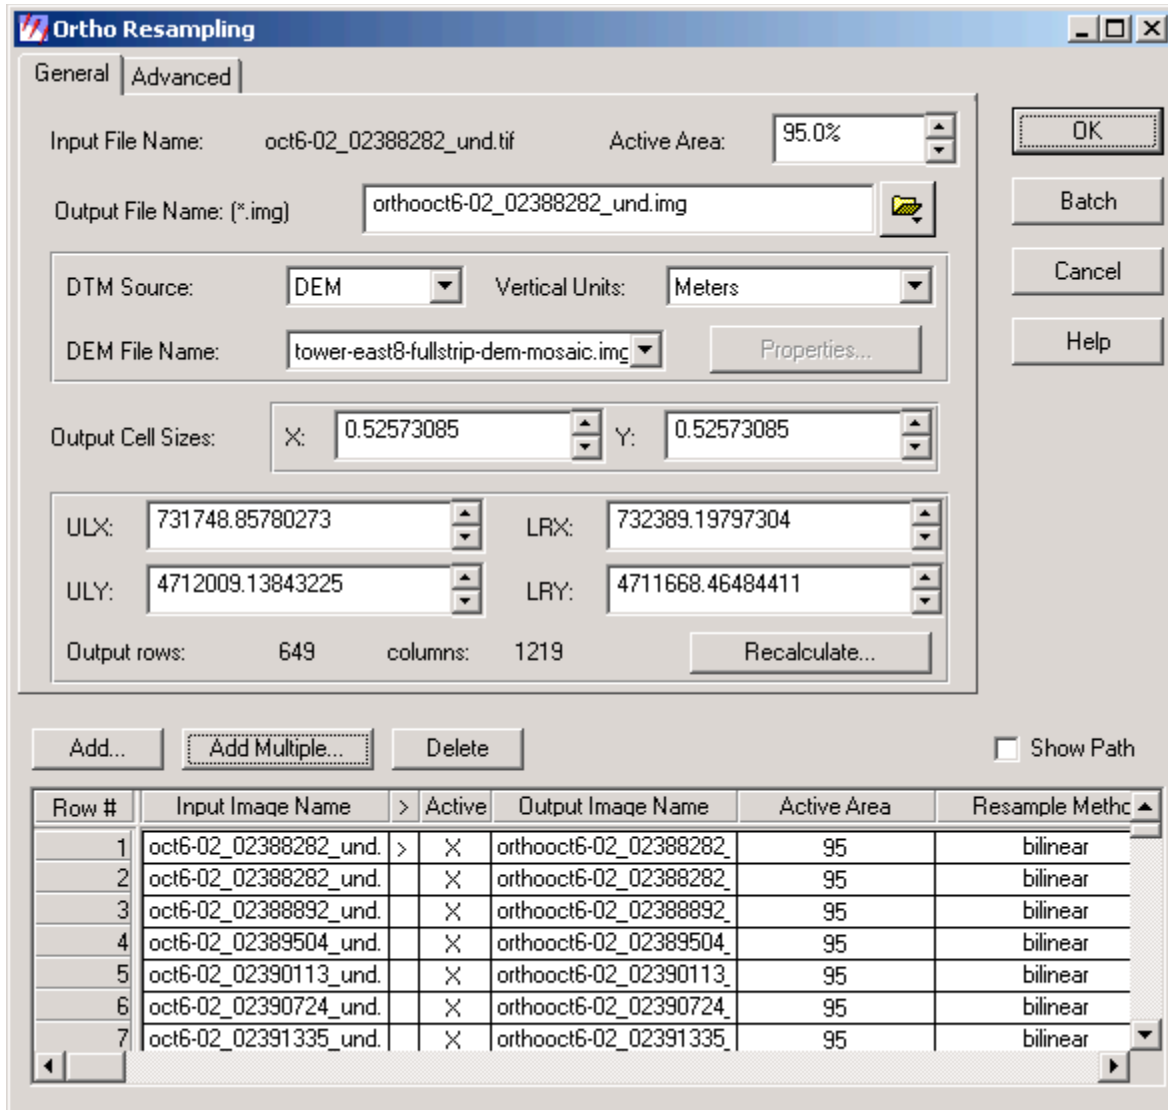 Ortho Resampling
General Advanced
Input File Name: oct6-02_02388282_und.tif Active Area: 95.0%
Output File Name: (*.img) orthooct6-02_02388282_und.img
DTM Source: DEM Vertical Units: Meters
DEM File Name: tower-east8-fullstrip-dem-mosaic.img Properties...
Output Cell Sizes: X: 0.52573085 Y: 0.52573085
ULX: 731748.85780273 LRX: 732389.19797304
ULY: 4712009.13843225 LRY: 4711668.46484411
Output rows: 649 columns: 1219 Recalculate...
OK
Batch
Cancel
Help
Add... Add Multiple... Delete Show Path
Row # Input Image Name > Active Output Image Name Active Area Resample Methc
1 oct6-02_02388282_und. > X orthooct6-02_02388282_ 95 bilinear
2 oct6-02_02388282_und. X orthooct6-02_02388282_ 95 bilinear
3 oct6-02_02388892_und. X orthooct6-02_02388892_ 95 bilinear
4 oct6-02_02389504_und. X orthooct6-02_02389504_ 95 bilinear
5 oct6-02_02390113_und. X orthooct6-02_02390113_ 95 bilinear
6 oct6-02_02390724_und. X orthooct6-02_02390724_ 95 bilinear
7 oct6-02_02391335_und. X orthooct6-02_02391335_ 95 bilinear